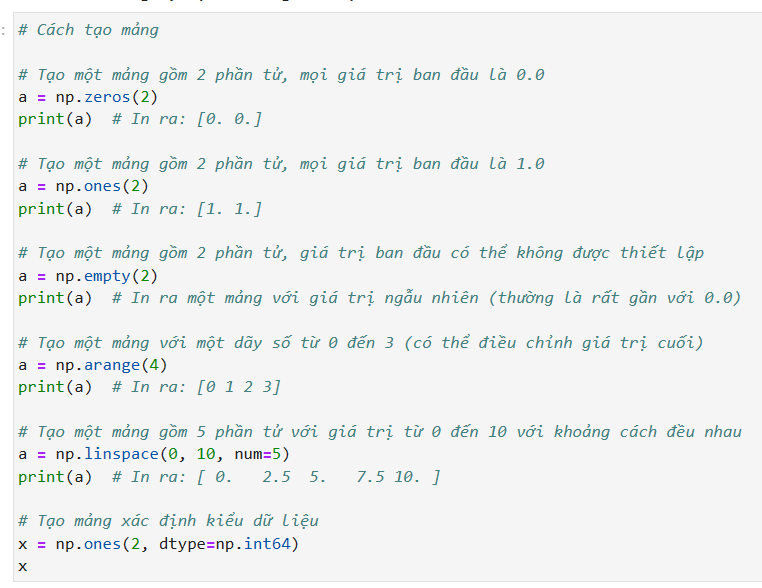 # Cách tạo mảng
# Tạo một mảng gồm 2 phần tử, mọi giá trị ban đầu là 0.0
a = np.zeros(2)
print(a)  # In ra: [0. 0.]
# Tạo một mảng gồm 2 phần tử, mọi giá trị ban đầu là 1.0
a = np.ones(2)
print(a)  # In ra: [1. 1.]
# Tạo một mảng gồm 2 phần tử, giá trị ban đầu có thể không được thiết lập
a = np.empty(2)
print(a)  # In ra một mảng với giá trị ngẫu nhiên (thường là rất gần với 0.0)
# Tạo một mảng với một dãy số từ 0 đến 3 (có thể điều chỉnh giá trị cuối)
a = np.arange(4)
print(a)  # In ra: [0 1 2 3]
# Tạo một mảng gồm 5 phần tử với giá trị từ 0 đến 10 với khoảng cách đều nhau
a = np.linspace(0, 10, num=5)
print(a)  # In ra: [ 0.   2.5  5.   7.5 10. ]
# Tạo mảng xác định kiểu dữ liệu
x = np.ones(2, dtype=np.int64)
x